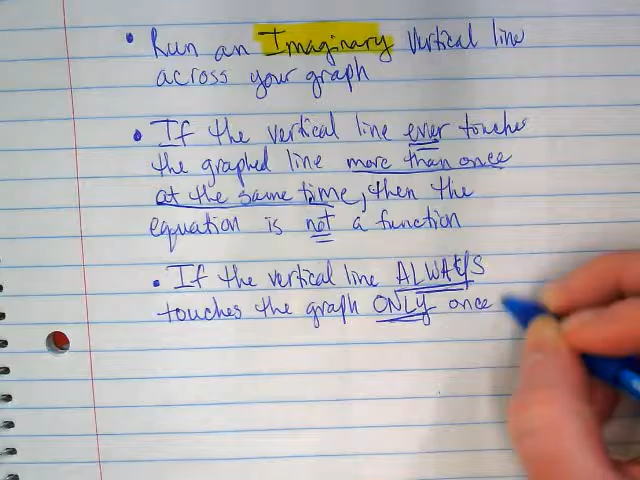 • Run an Imaginary Vertical line
across your graph
• If the vertical line ever touches
the graphed line more than once
at the same time, then the
equation is not a function
• If the vertical line ALWAYS
touches the graph ONLY once